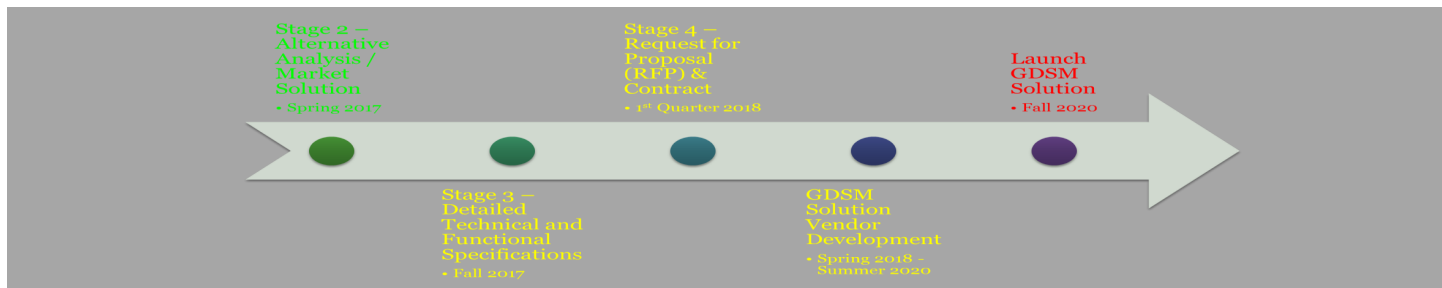 Stage 2 –
Alternative
Analysis /
Market
Solution
• Spring 2017
Stage 3 –
Detailed
Technical and
Functional
Specifications
• Fall 2017
Stage 4 –
Request for
Proposal
(RFP) &
Contract
• 1st Quarter 2018
GDSM
Solution
Vendor
Development
• Spring 2018 -
Summer 2020
Launch
GDSM
Solution
• Fall 2020